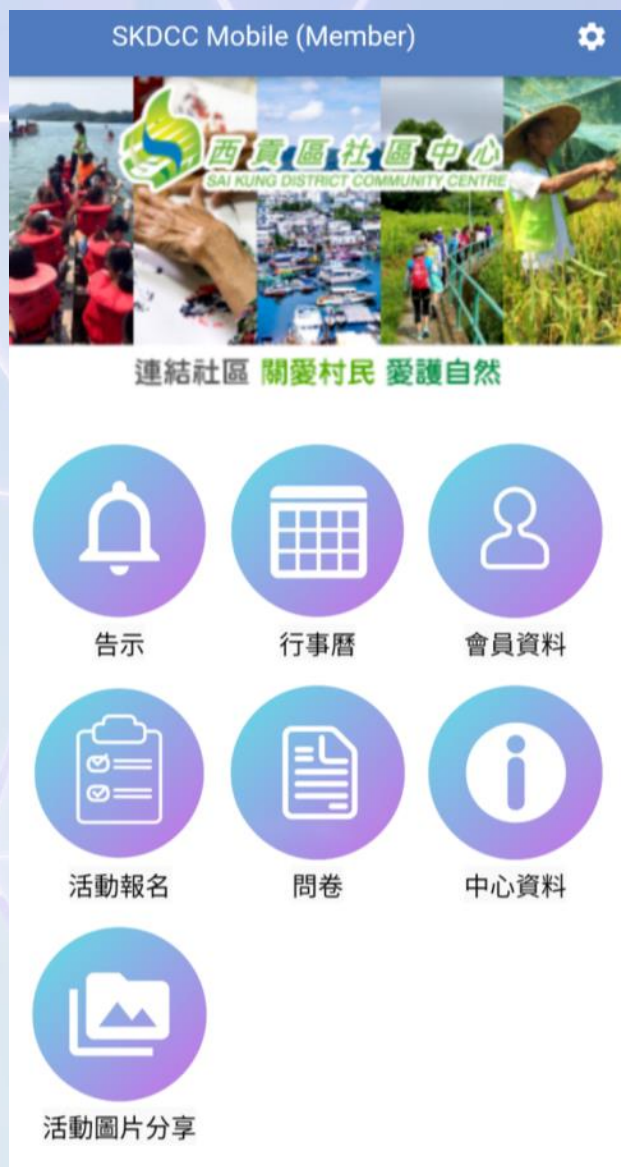 SKDCC Mobile (Member)
西貢區社區中心
SAI KUNG DISTRICT COMMUNITY CENTRE
連結社區 關愛村民 愛護自然
告示
行事曆
會員資料
活動報名
問卷
中心資料
活動圖片分享